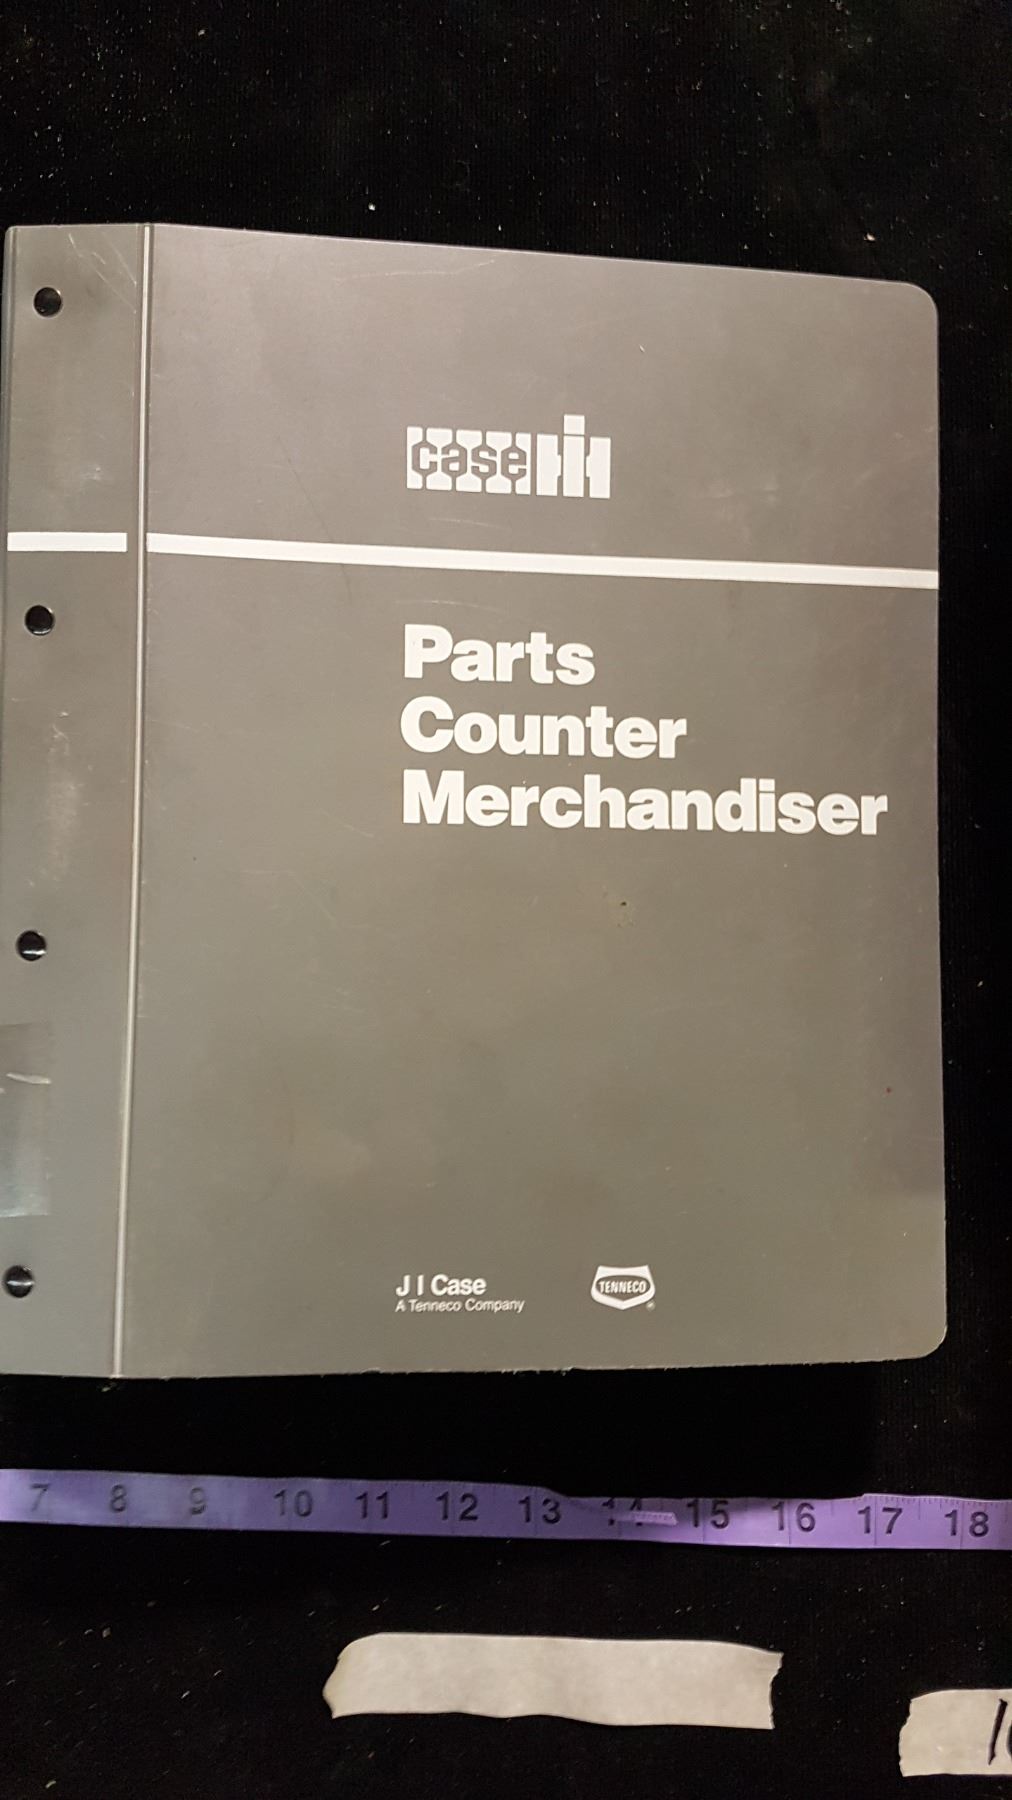 case IH
Parts
Counter
Merchandiser
J I Case
A Tenneco Company
TENNECO
7 8 9 10 11 12 13 14 15 16 17 18